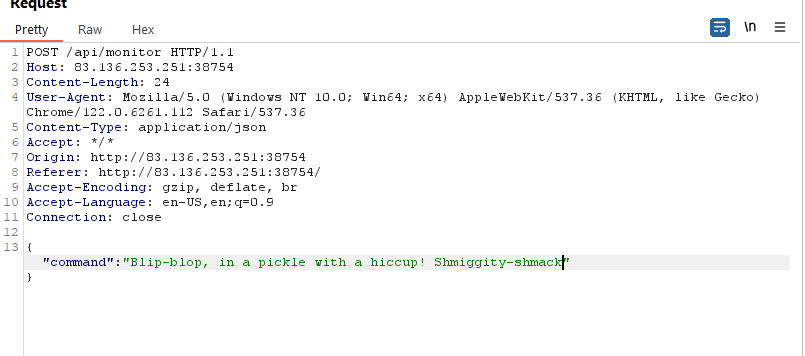 Request
Pretty Raw Hex \n
1 POST /api/monitor HTTP/1.1
2 Host: 83.136.253.251:38754
3 Content-Length: 24
4 User-Agent: Mozilla/5.0 (Windows NT 10.0; Win64; x64) AppleWebKit/537.36 (KHTML, like Gecko)
Chrome/122.0.6261.112 Safari/537.36
5 Content-Type: application/json
6 Accept: */*
7 Origin: http://83.136.253.251:38754
8 Referer: http://83.136.253.251:38754/
9 Accept-Encoding: gzip, deflate, br
10 Accept-Language: en-US,en;q=0.9
11 Connection: close
12
13 {
"command":"Blip-blop, in a pickle with a hiccup! Shmiggity-shmack"
}